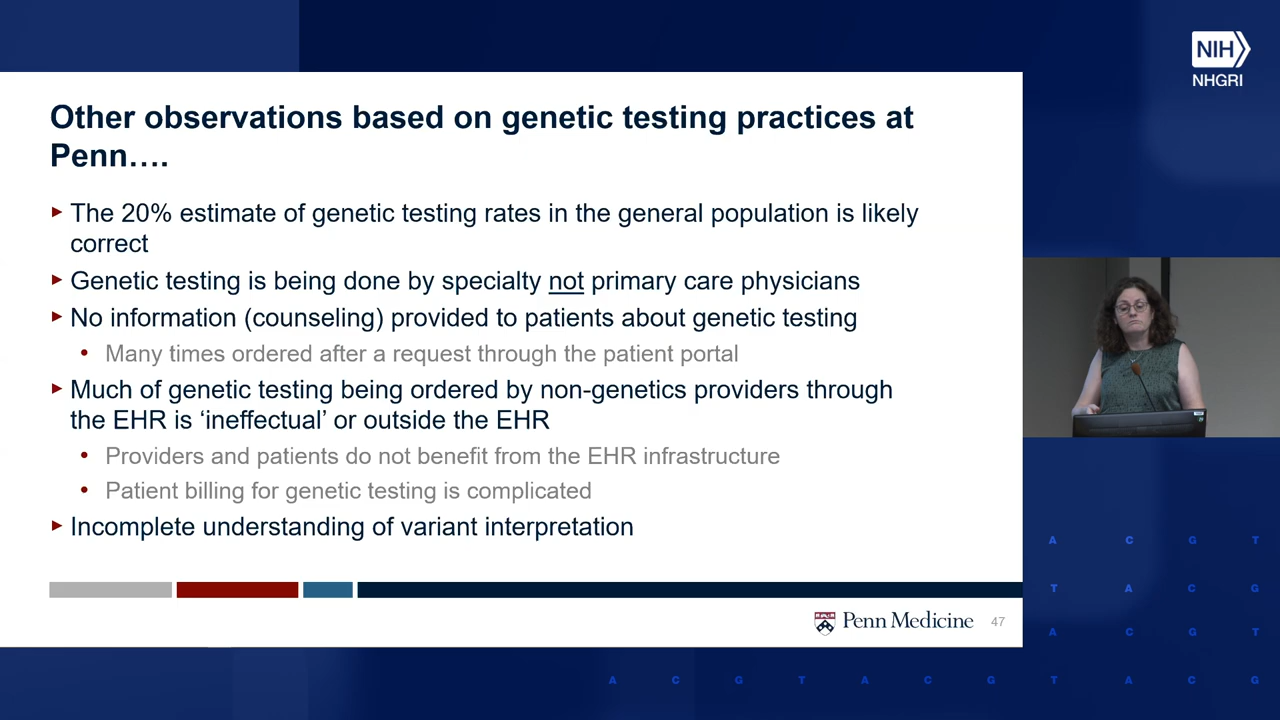 NIH
NHGRI
Other observations based on genetic testing practices at
Penn….
The 20% estimate of genetic testing rates in the general population is likely
correct
Genetic testing is being done by specialty not primary care physicians
No information (counseling) provided to patients about genetic testing
Many times ordered after a request through the patient portal
Much of genetic testing being ordered by non-genetics providers through
the EHR is ‘ineffectual’ or outside the EHR
Providers and patients do not benefit from the EHR infrastructure
Patient billing for genetic testing is complicated
Incomplete understanding of variant interpretation
Penn Medicine 47
A C G T
T A C G
A C G T
A C G T A C G T A C G